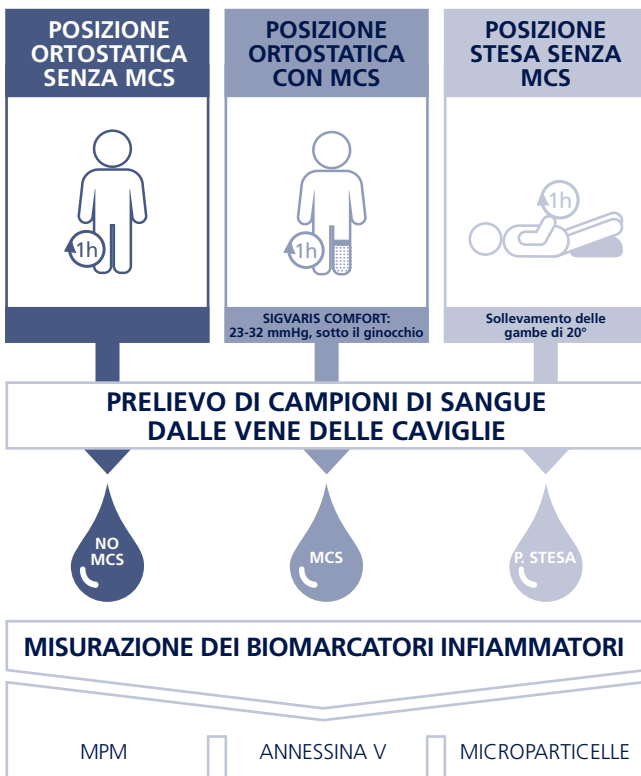 POSIZIONE
ORTOSTATICA
SENZA MCS
1h
POSIZIONE
ORTOSTATICA
CON MCS
1h
SIGVARIS COMFORT:
23-32 mmHg, sotto il ginocchio
POSIZIONE
STESA SENZA
MCS
1h
Sollevamento delle
gambe di 20°
PRELIEVO DI CAMPIONI DI SANGUE
DALLE VENE DELLE CAVIGLIE
NO
MCS
MCS
P. STESA
MISURAZIONE DEI BIOMARCATORI INFIAMMATORI
MPM
ANNESSINA V
MICROPARTICELLE